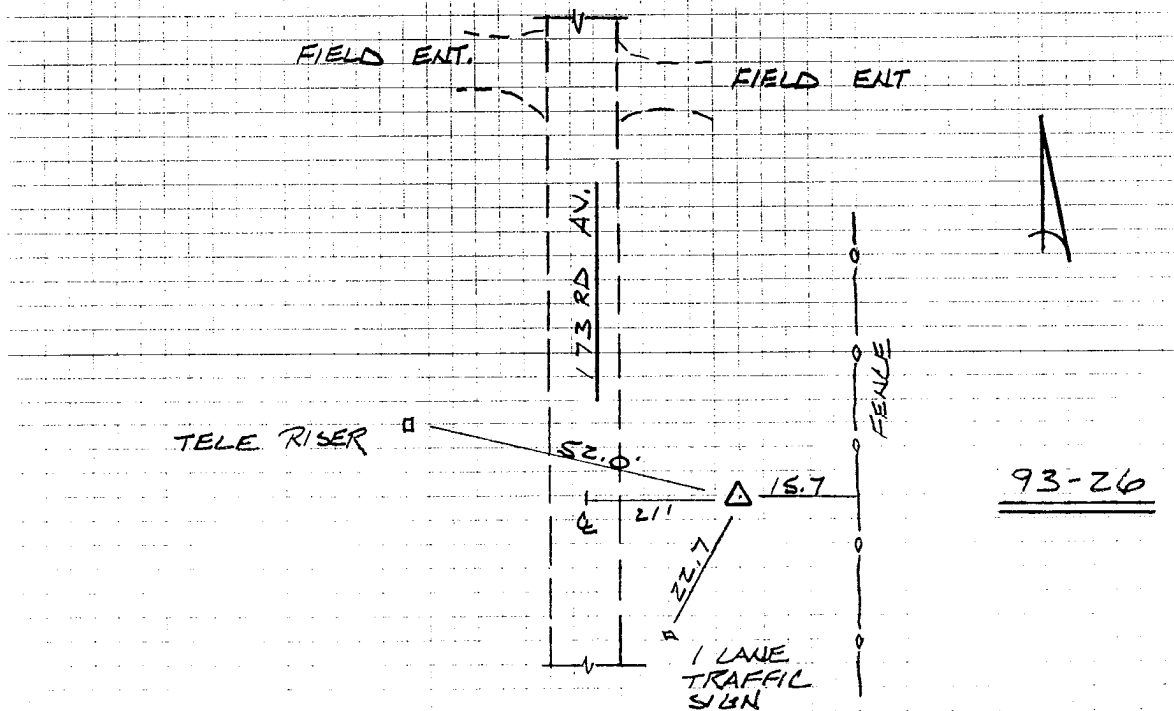 FIELD ENT.
FIELD ENT
173 RD AV.
FENCE
TELE RISER
52.0'
15.7
21'
℄
93-26
22.7
1 LANE
TRAFFIC
SIGN